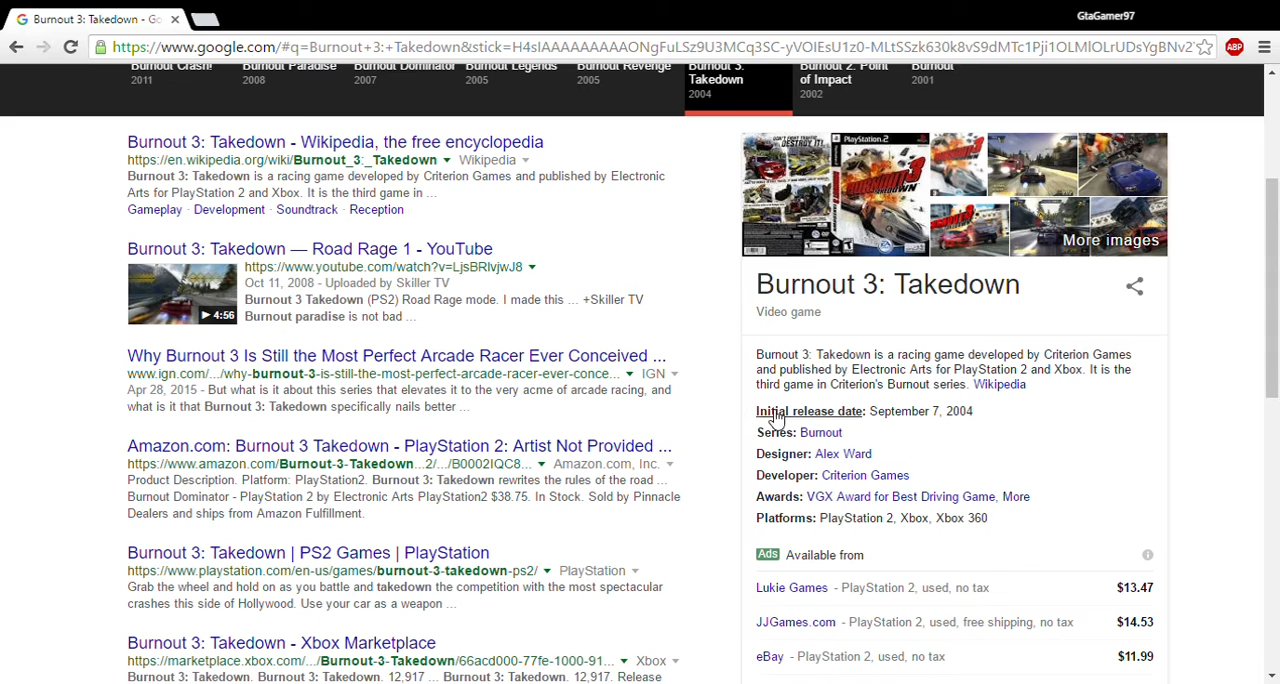 Burnout 3: Takedown - Go
GtaGamer97
https://www.google.com/#q=Burnout+3:+Takedown&stick=H4sIAAAAAAAAONgFuLSz9U3MCq3SC-yVOIEsU1z0-MLtSSzk630k8vS9dMTc1Pji1OLMlOLrUDsYgBNv2
ABP
Burnout Crash! Burnout Paradise Burnout Dominator Burnout Legends Burnout Revenge Burnout 3: Burnout 2: Point Burnout
2011 2008 2007 2005 2005 Takedown of Impact 2001
2004 2002
Burnout 3: Takedown - Wikipedia, the free encyclopedia
https://en.wikipedia.org/wiki/Burnout_3:_Takedown Wikipedia
Burnout 3: Takedown is a racing game developed by Criterion Games and published by Electronic
Arts for PlayStation 2 and Xbox. It is the third game in ...
Gameplay · Development · Soundtrack · Reception
Burnout 3: Takedown — Road Rage 1 - YouTube
https://www.youtube.com/watch?v=LjsBRlvjwJ8
Oct 11, 2008 - Uploaded by Skiller TV
Burnout 3 Takedown (PS2) Road Rage mode. I made this ... +Skiller TV
Burnout paradise is not bad ...
4:56
Why Burnout 3 Is Still the Most Perfect Arcade Racer Ever Conceived ...
www.ign.com/.../why-burnout-3-is-still-the-most-perfect-arcade-racer-ever-conce... IGN
Apr 28, 2015 - But what is it about this series that elevates it to the very acme of arcade racing, and
what is it that Burnout 3: Takedown specifically nails better ...
Amazon.com: Burnout 3 Takedown - PlayStation 2: Artist Not Provided ...
https://www.amazon.com/Burnout-3-Takedown...2/.../B0002IQC8... Amazon.com, Inc.
Product Description. Platform: PlayStation2. Burnout 3: Takedown rewrites the rules of the road ...
Burnout Dominator - PlayStation 2 by Electronic Arts PlayStation2 $38.75. In Stock. Sold by Pinnacle
Dealers and ships from Amazon Fulfillment.
Burnout 3: Takedown | PS2 Games | PlayStation
https://www.playstation.com/en-us/games/burnout-3-takedown-ps2/ PlayStation
Grab the wheel and hold on as you battle and takedown the competition with the most spectacular
crashes this side of Hollywood. Use your car as a weapon ...
Burnout 3: Takedown - Xbox Marketplace
https://marketplace.xbox.com/.../Burnout-3-Takedown/66acd000-77fe-1000-91... Xbox
Burnout 3: Takedown. 12,917 ... Burnout 3: Takedown. 12,917. Release
PlayStation 2
More images
Burnout 3: Takedown
Video game
Burnout 3: Takedown is a racing game developed by Criterion Games
and published by Electronic Arts for PlayStation 2 and Xbox. It is the
third game in Criterion's Burnout series. Wikipedia
Initial release date: September 7, 2004
Series: Burnout
Designer: Alex Ward
Developer: Criterion Games
Awards: VGX Award for Best Driving Game, More
Platforms: PlayStation 2, Xbox, Xbox 360
Ads Available from
Lukie Games - PlayStation 2, used, no tax $13.47
JJGames.com - PlayStation 2, used, free shipping, no tax $14.53
eBay - PlayStation 2, used, no tax $11.99